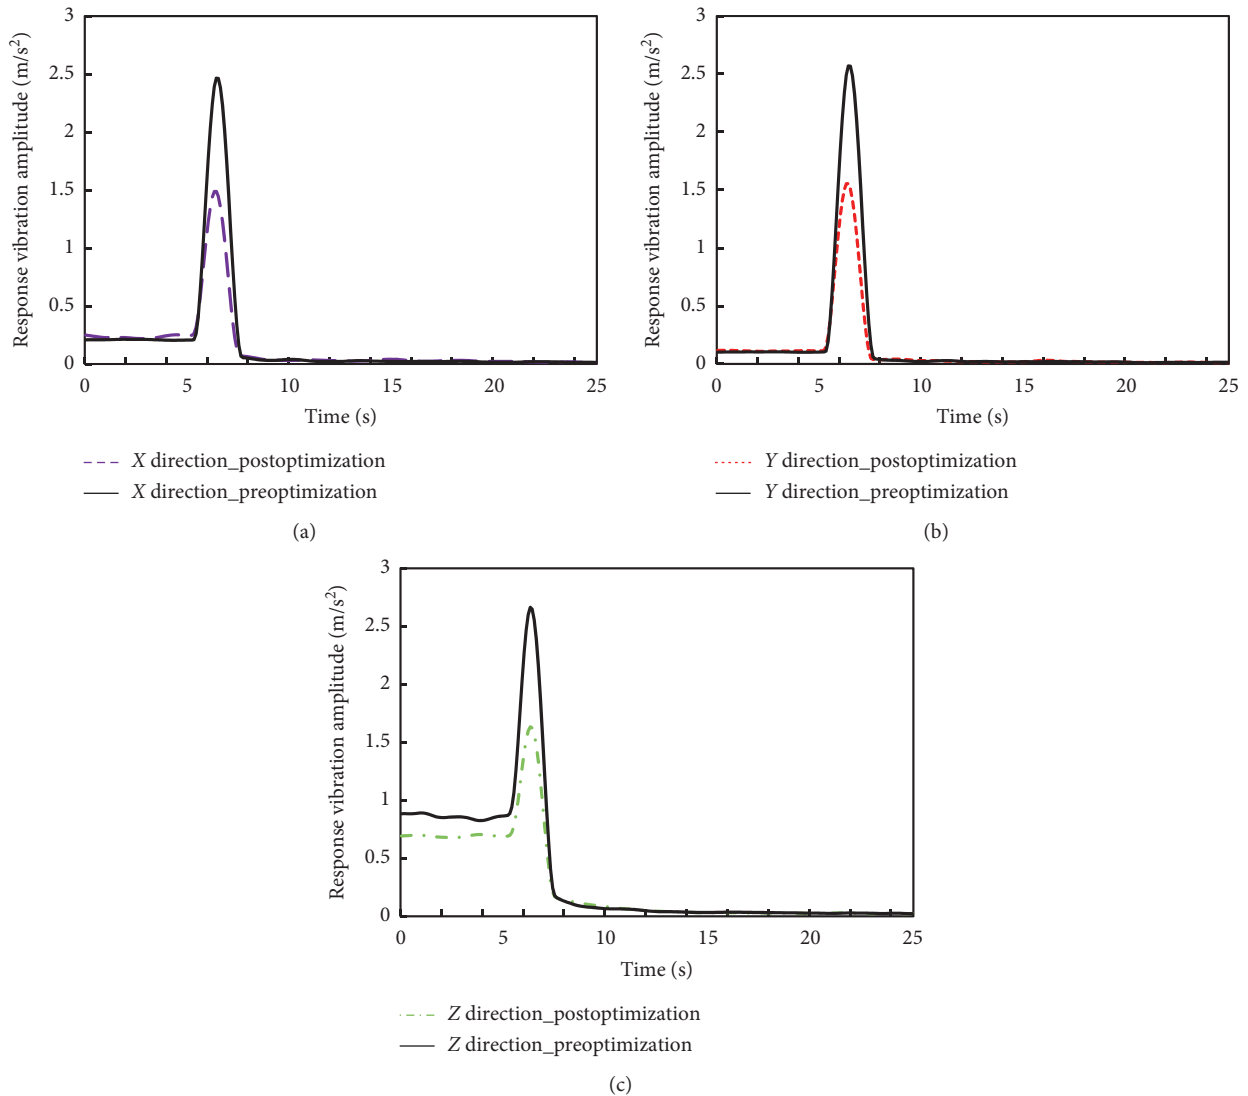 Response vibration amplitude (m/s²)
3
2.5
2
1.5
1
0.5
0
0 5 10 15 20 25
Time (s)
X direction_postoptimization
X direction_preoptimization
(a)
Response vibration amplitude (m/s²)
3
2.5
2
1.5
1
0.5
0
0 5 10 15 20 25
Time (s)
Y direction_postoptimization
Y direction_preoptimization
(b)
Response vibration amplitude (m/s²)
3
2.5
2
1.5
1
0.5
0
0 5 10 15 20 25
Time (s)
Z direction_postoptimization
Z direction_preoptimization
(c)